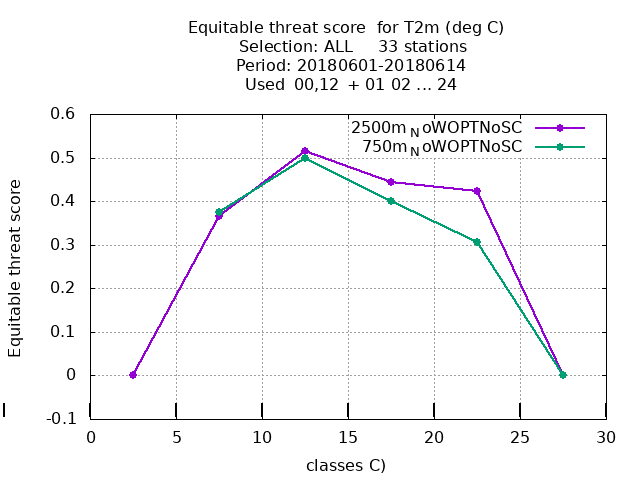 Equitable threat score for T2m (deg C)
Selection: ALL 33 stations
Period: 20180601-20180614
Used 00,12 + 01 02 ... 24
2500m_NoWOPTNoSC
750m_NoWOPTNoSC
Equitable threat score
0.6
0.5
0.4
0.3
0.2
0.1
0
-0.1
0 5 10 15 20 25 30
classes C)